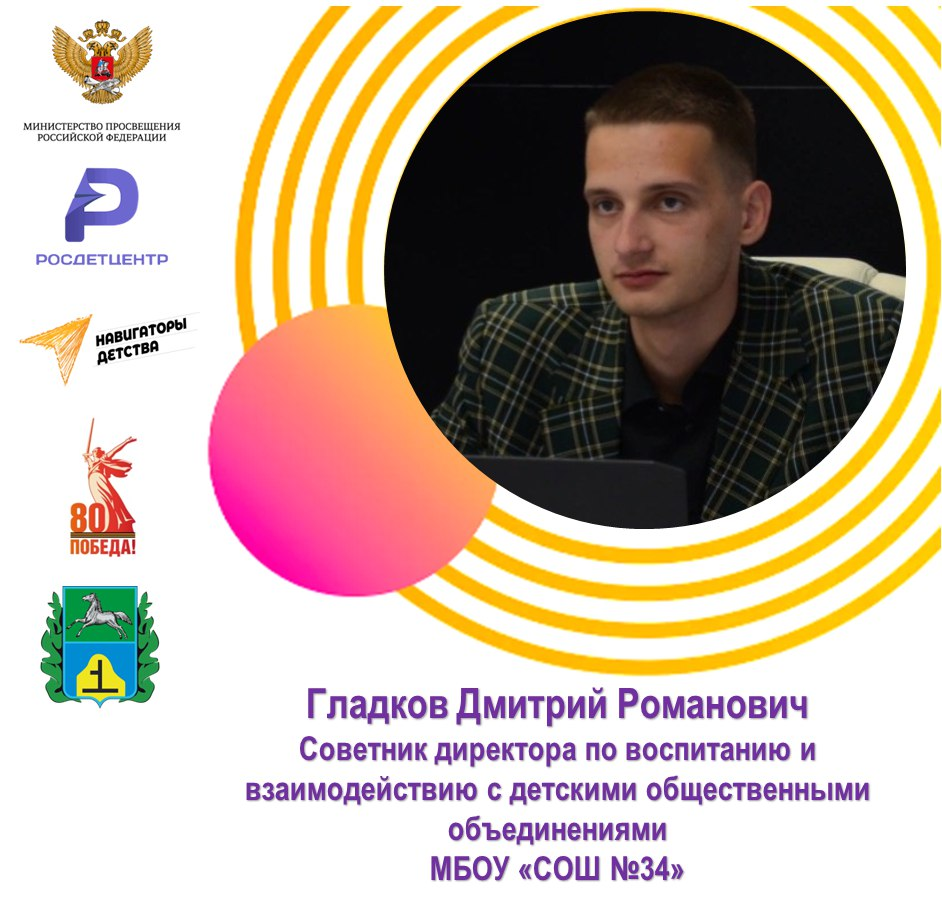 МИНИСТЕРСТВО ПРОСВЕЩЕНИЯ
РОССИЙСКОЙ ФЕДЕРАЦИИ
РОСДЕТЦЕНТР
НАВИГАТОРЫ
ДЕТСТВА
80
ПОБЕДА!
Гладков Дмитрий Романович
Советник директора по воспитанию и
взаимодействию с детскими общественными
объединениями
МБОУ «СОШ №34»